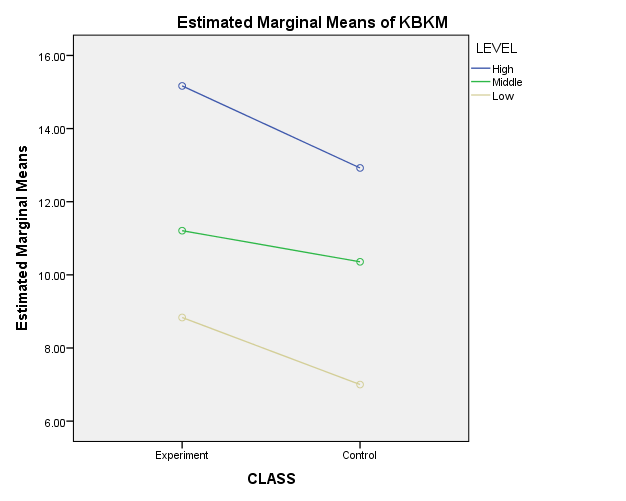 Estimated Marginal Means of KBKM
LEVEL
High
Middle
Low
Estimated Marginal Means
16.00
14.00
12.00
10.00
8.00
6.00
Experiment
Control
CLASS